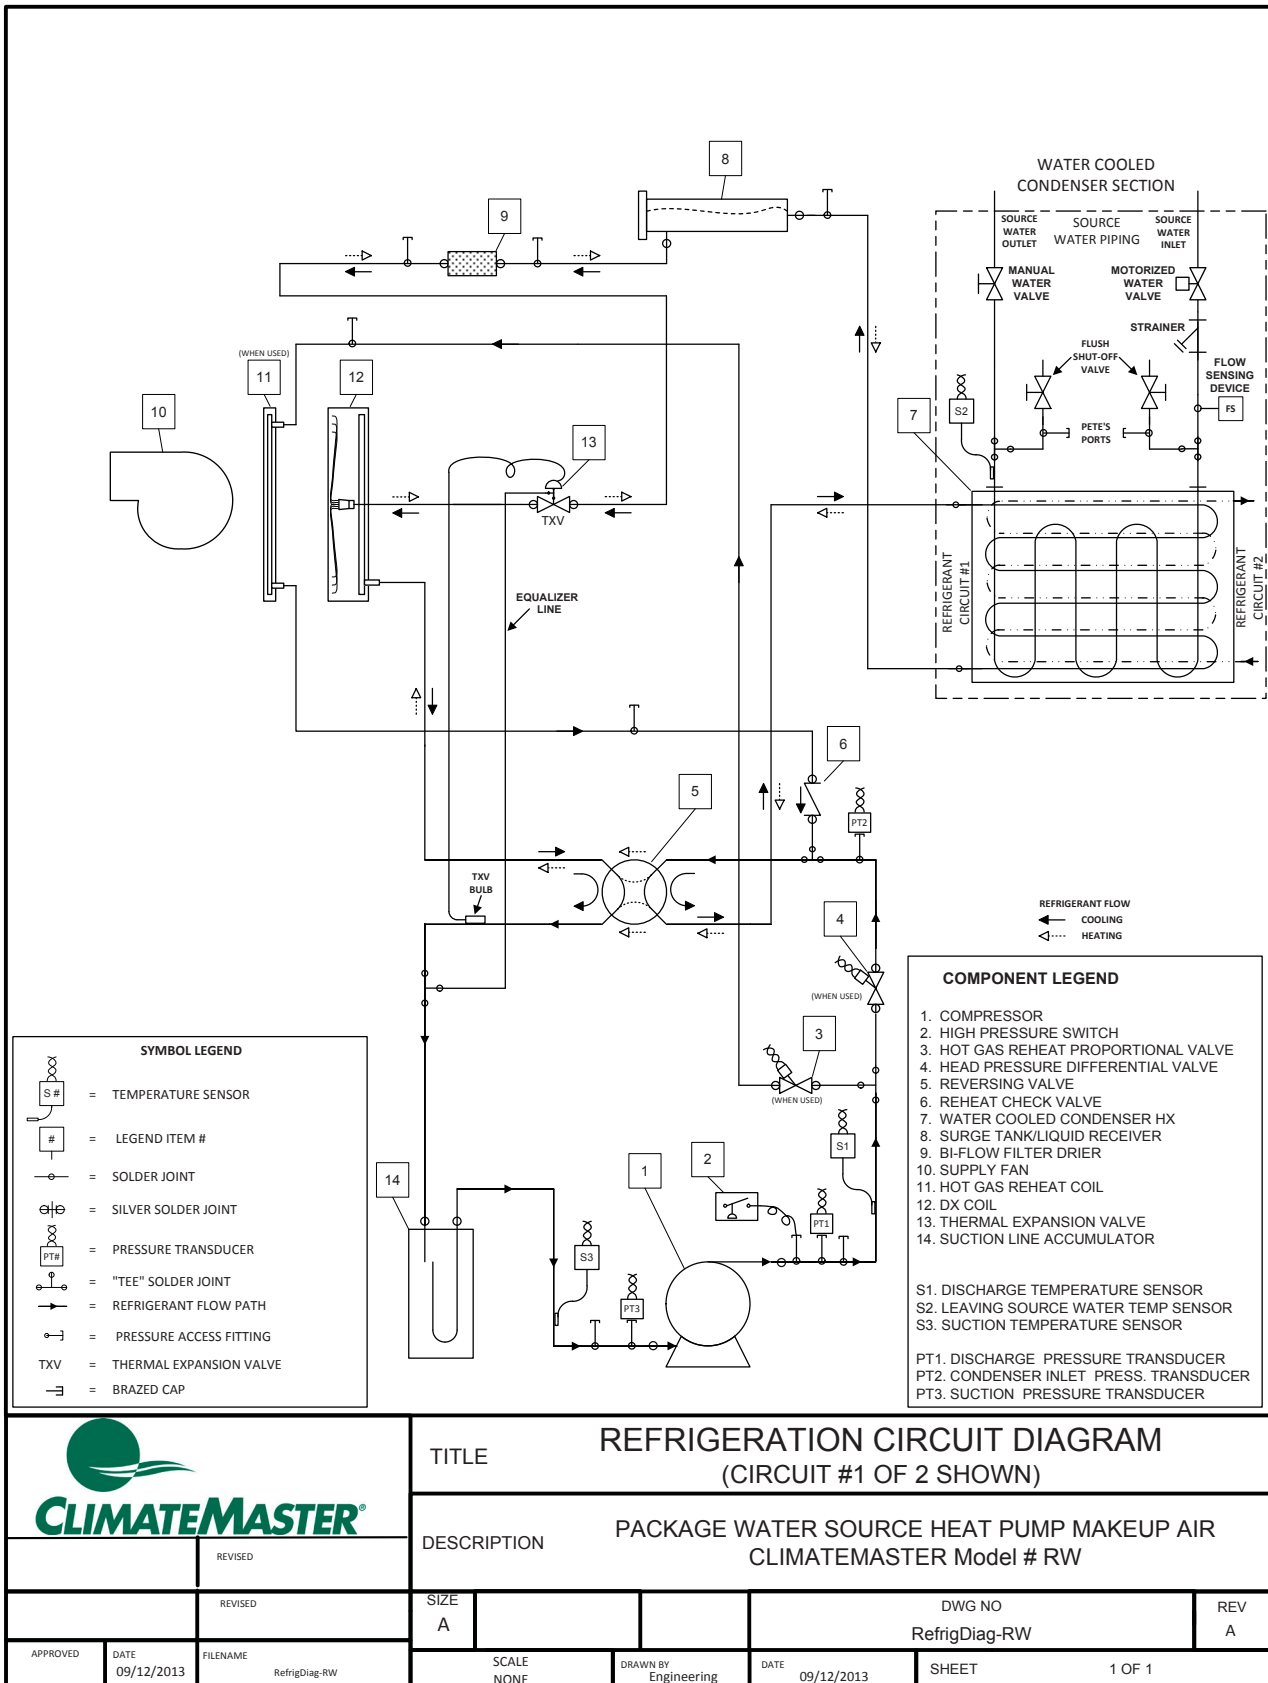 8
WATER COOLED
CONDENSER SECTION
9
SOURCE
WATER
OUTLET
SOURCE
WATER PIPING
SOURCE
WATER
INLET
MANUAL
WATER
VALVE
MOTORIZED
WATER
VALVE
STRAINER
(WHEN USED)
11
12
FLUSH
SHUT-OFF
VALVE
FLOW
SENSING
DEVICE
10
S2
7
FS
PETE'S
PORTS
13
TXV
REFRIGERANT
CIRCUIT #1
REFRIGERANT
CIRCUIT #2
EQUALIZER
LINE
6
5
PT2
TXV
BULB
4
REFRIGERANT FLOW
COOLING
HEATING
(WHEN USED)
3
(WHEN USED)
COMPONENT LEGEND
1. COMPRESSOR
2. HIGH PRESSURE SWITCH
3. HOT GAS REHEAT PROPORTIONAL VALVE
4. HEAD PRESSURE DIFFERENTIAL VALVE
5. REVERSING VALVE
6. REHEAT CHECK VALVE
7. WATER COOLED CONDENSER HX
8. SURGE TANK/LIQUID RECEIVER
9. BI-FLOW FILTER DRIER
10. SUPPLY FAN
11. HOT GAS REHEAT COIL
12. DX COIL
13. THERMAL EXPANSION VALVE
14. SUCTION LINE ACCUMULATOR
S1. DISCHARGE TEMPERATURE SENSOR
S2. LEAVING SOURCE WATER TEMP SENSOR
S3. SUCTION TEMPERATURE SENSOR
PT1. DISCHARGE PRESSURE TRANSDUCER
PT2. CONDENSER INLET PRESS. TRANSDUCER
PT3. SUCTION PRESSURE TRANSDUCER
SYMBOL LEGEND
S # = TEMPERATURE SENSOR
# = LEGEND ITEM #
= SOLDER JOINT
= SILVER SOLDER JOINT
PT# = PRESSURE TRANSDUCER
= "TEE" SOLDER JOINT
= REFRIGERANT FLOW PATH
= PRESSURE ACCESS FITTING
TXV = THERMAL EXPANSION VALVE
= BRAZED CAP
14
1
2
S1
PT1
S3
PT3
CLIMATEMASTER®
TITLE
REFRIGERATION CIRCUIT DIAGRAM
(CIRCUIT #1 OF 2 SHOWN)
DESCRIPTION
PACKAGE WATER SOURCE HEAT PUMP MAKEUP AIR
CLIMATEMASTER Model # RW
REVISED
REVISED
SIZE
A
DWG NO
RefrigDiag-RW
REV
A
APPROVED
DATE
09/12/2013
FILENAME
RefrigDiag-RW
SCALE
NONE
DRAWN BY
Engineering
DATE
09/12/2013
SHEET 1 OF 1